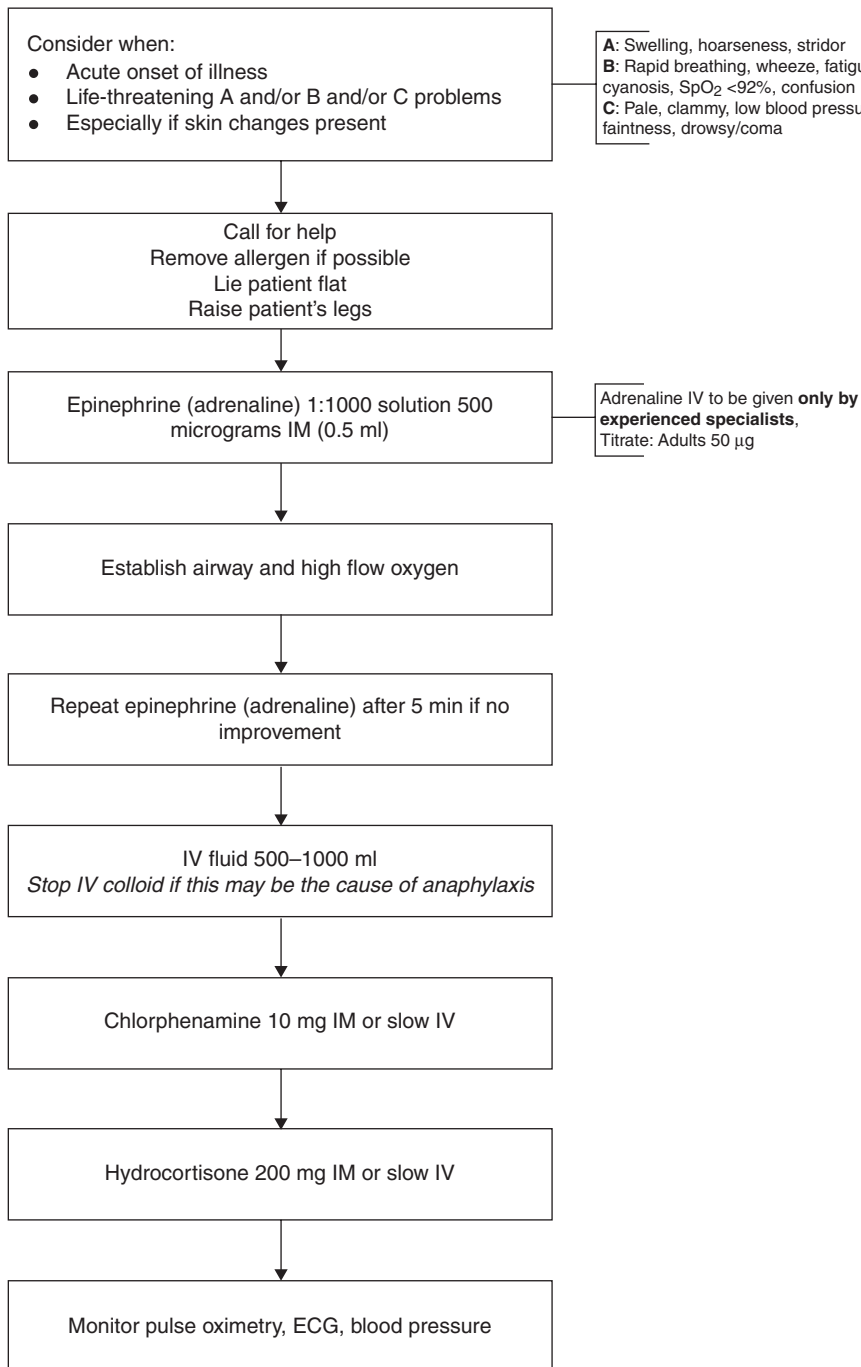 Consider when:
• Acute onset of illness
• Life-threatening A and/or B and/or C problems
• Especially if skin changes present
A: Swelling, hoarseness, stridor
B: Rapid breathing, wheeze,
cyanosis, SpO2 <92%, confusion
C: Pale, clammy, low blood
faintness, drowsy/coma
Call for help
Remove allergen if possible
Lie patient flat
Raise patient's legs
Epinephrine (adrenaline) 1:1000 solution 500
micrograms IM (0.5 ml)
Adrenaline IV to be given only by
experienced specialists,
Titrate: Adults 50 μg
Establish airway and high flow oxygen
Repeat epinephrine (adrenaline) after 5 min if no
improvement
IV fluid 500–1000 ml
Stop IV colloid if this may be the cause of anaphylaxis
Chlorphenamine 10 mg IM or slow IV
Hydrocortisone 200 mg IM or slow IV
Monitor pulse oximetry, ECG, blood pressure